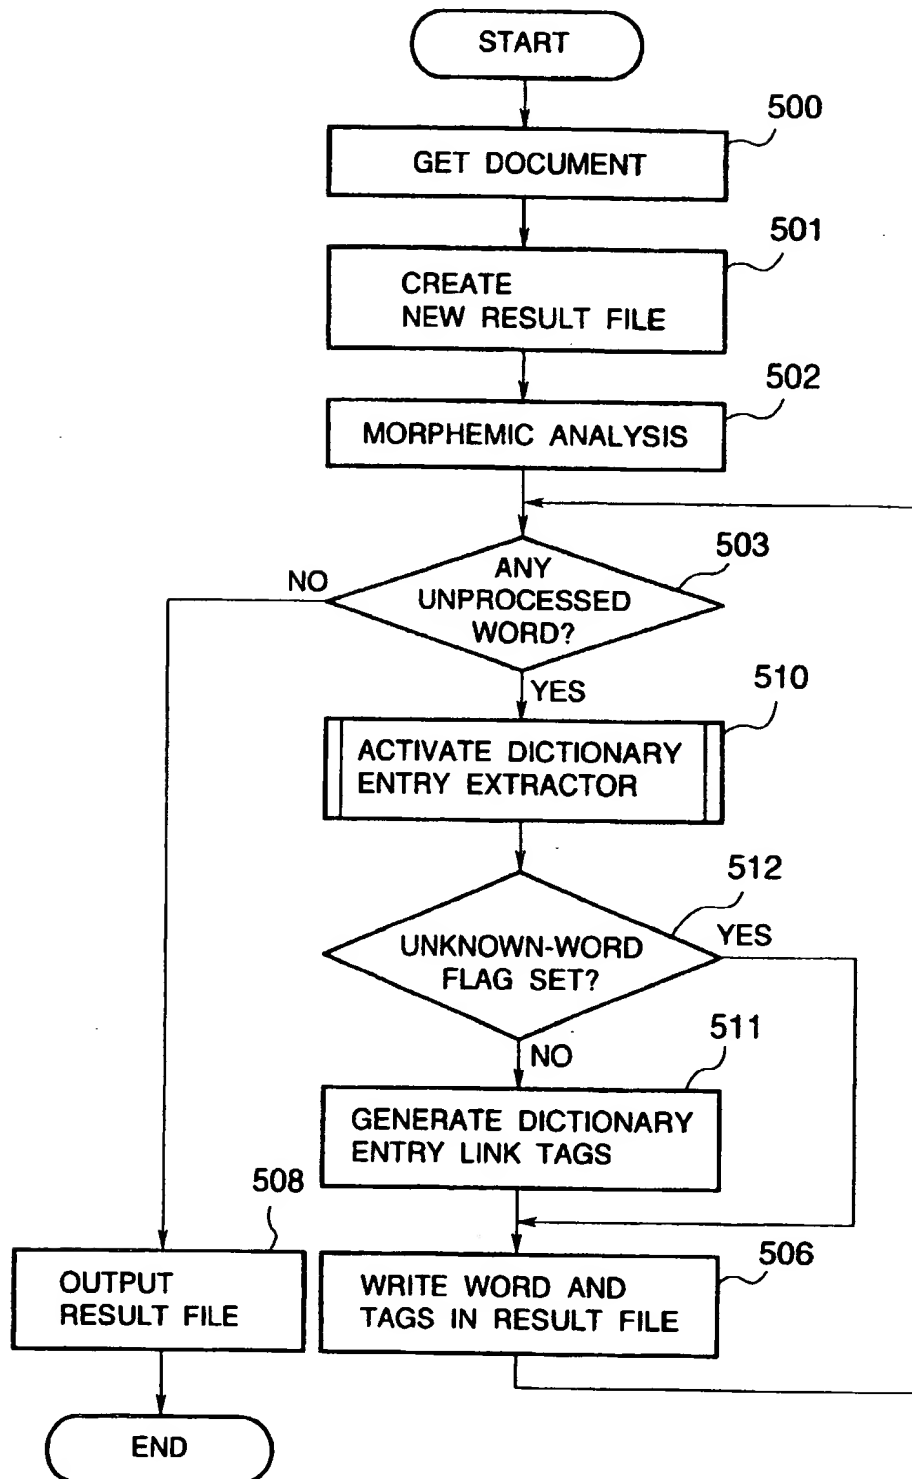 START
500
GET DOCUMENT
501
CREATE
NEW RESULT FILE
502
MORPHEMIC ANALYSIS
503
NO
ANY
UNPROCESSED
WORD?
YES
510
ACTIVATE DICTIONARY
ENTRY EXTRACTOR
512
YES
UNKNOWN-WORD
FLAG SET?
NO
511
GENERATE DICTIONARY
ENTRY LINK TAGS
508
OUTPUT
RESULT FILE
506
WRITE WORD AND
TAGS IN RESULT FILE
END